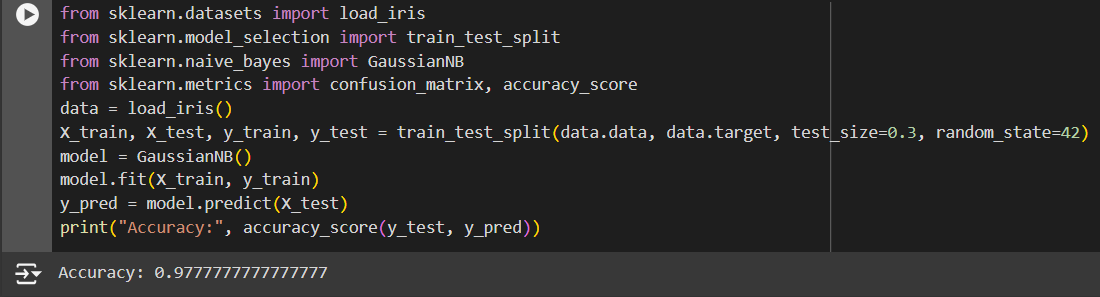 from sklearn.datasets import load_iris
from sklearn.model_selection import train_test_split
from sklearn.naive_bayes import GaussianNB
from sklearn.metrics import confusion_matrix, accuracy_score
data = load_iris()
X_train, X_test, y_train, y_test = train_test_split(data.data, data.target, test_size=0.3, random_state=42)
model = GaussianNB()
model.fit(X_train, y_train)
y_pred = model.predict(X_test)
print("Accuracy:", accuracy_score(y_test, y_pred))
Accuracy: 0.9777777777777777